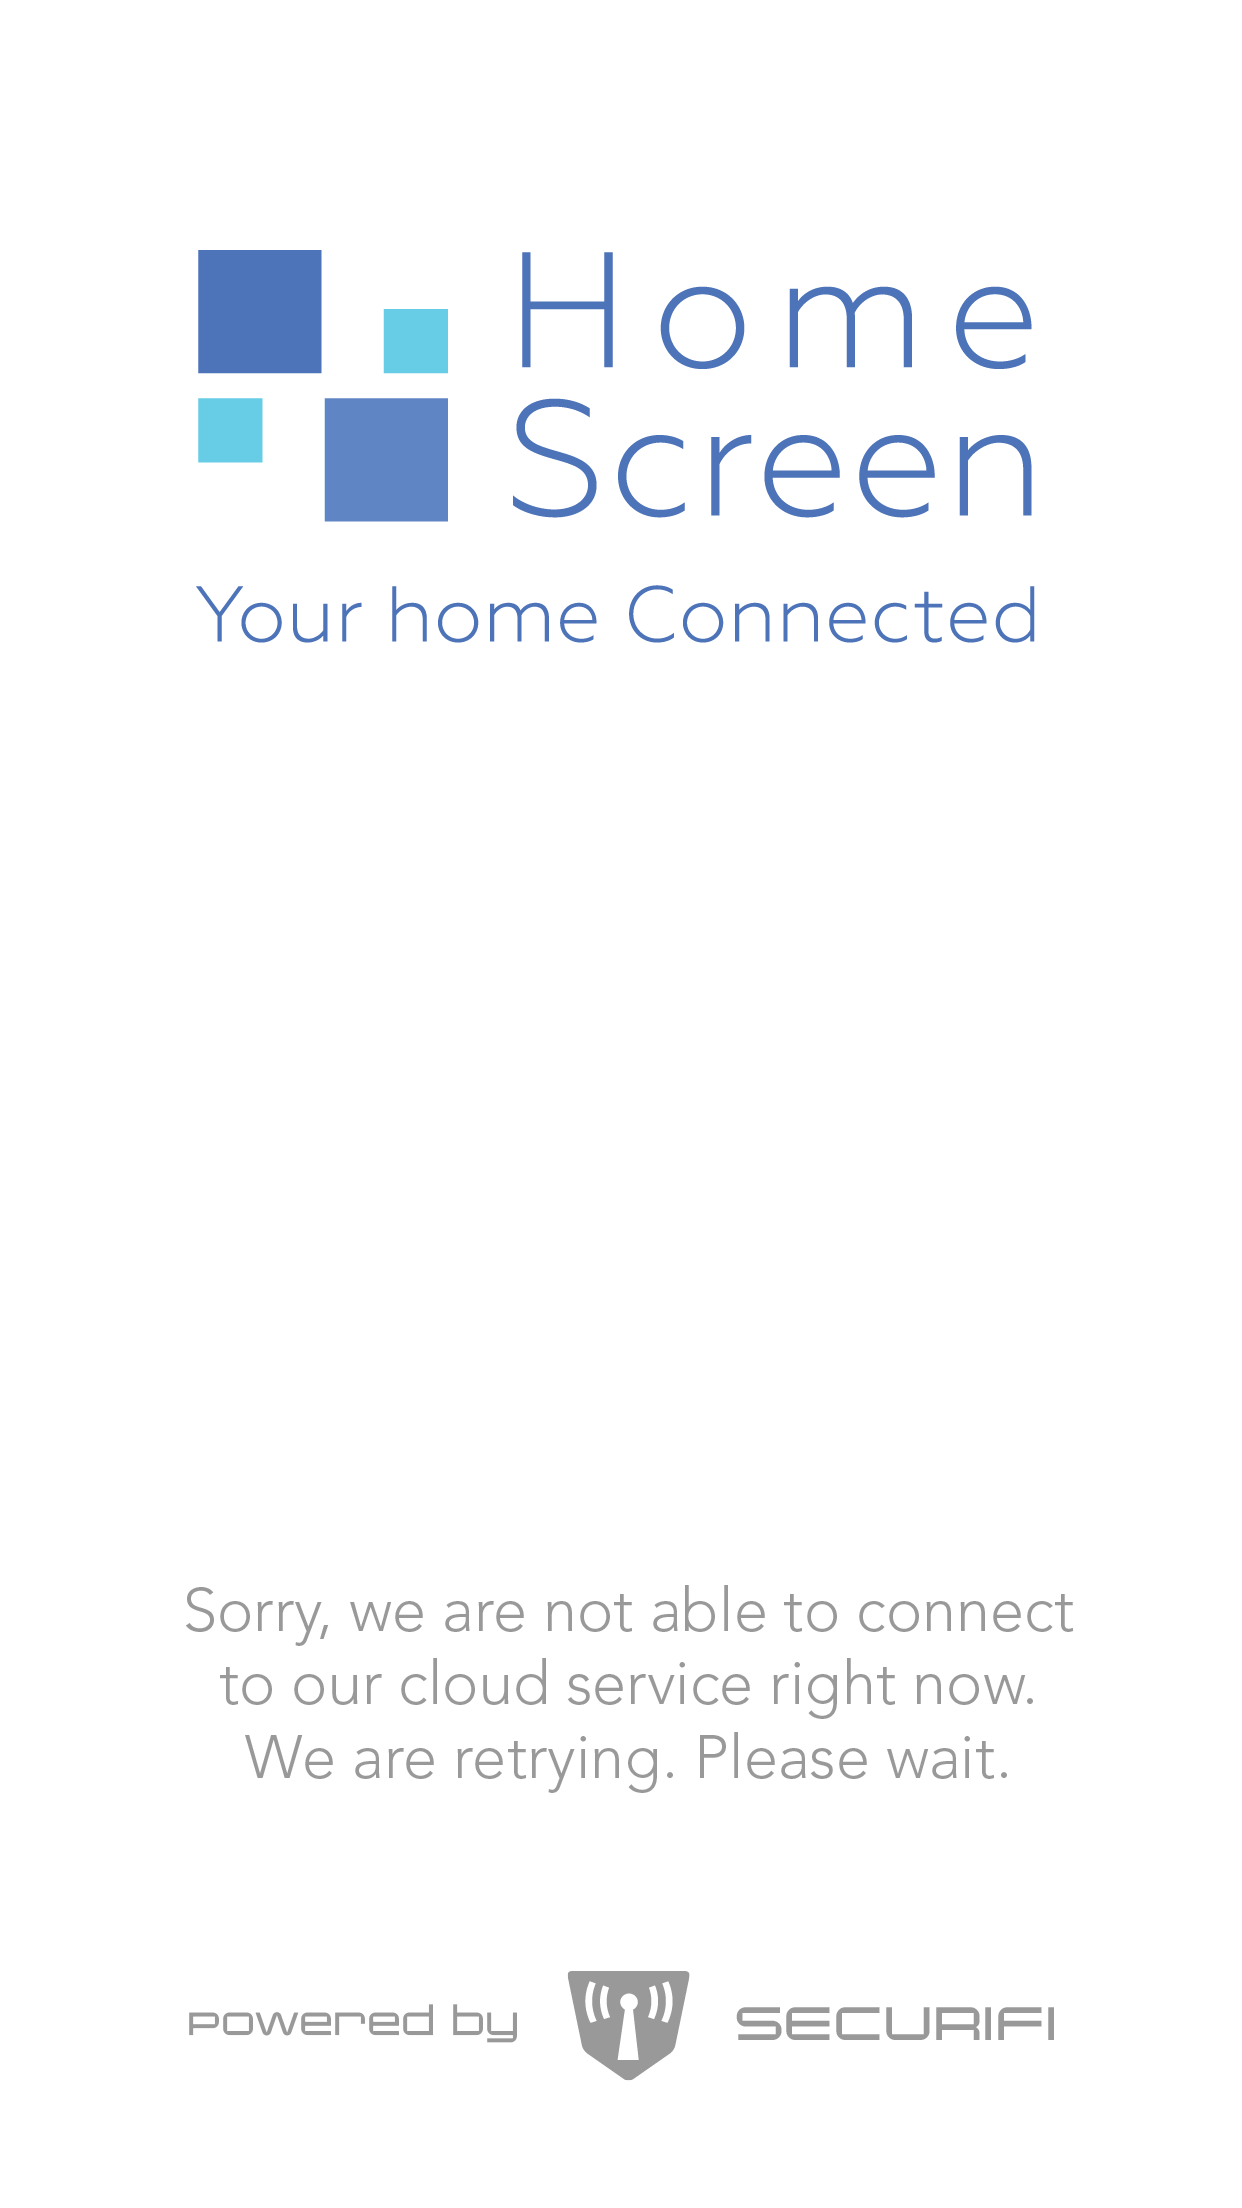 Home
Screen
Your home Connected
Sorry, we are not able to connect
to our cloud service right now.
We are retrying. Please wait.
powered by SECURIFI